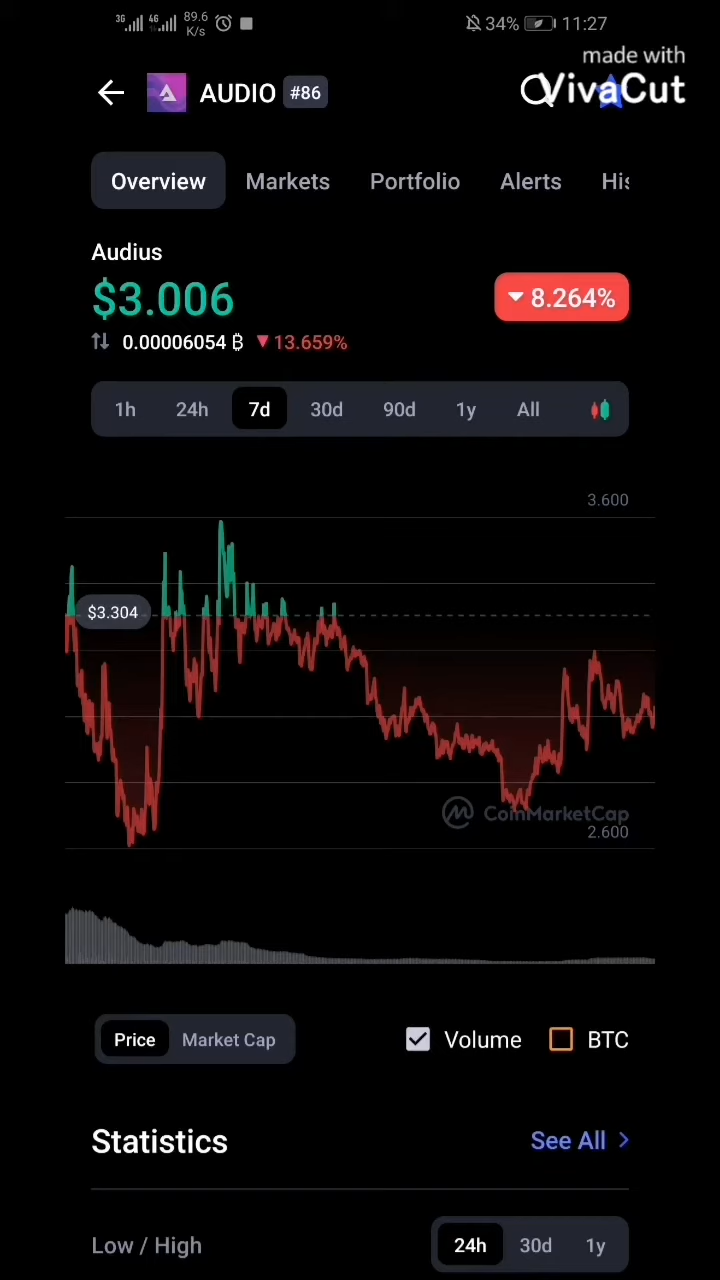 3G 4G 89.6 K/s 34% 11:27
made with
VivaCut
AUDIO #86
Overview Markets Portfolio Alerts His
Audius
$3.006 8.264%
0.00006054 ₿ 13.659%
1h 24h 7d 30d 90d 1y All
3.600
$3.304
CoinMarketCap
2.600
Price Market Cap Volume BTC
Statistics See All
Low / High 24h 30d 1y